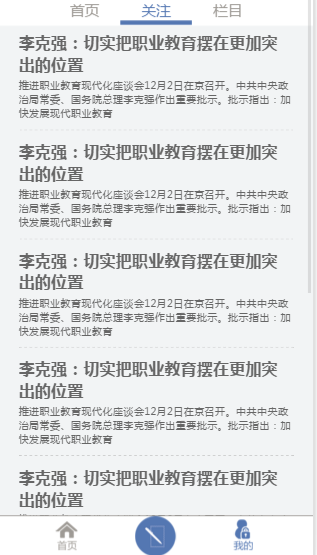 首页 关注 栏目
李克强：切实把职业教育摆在更加突
出的位置
推进职业教育现代化座谈会12月2日在京召开。中共中央政
治局常委、国务院总理李克强作出重要批示。批示指出：加
快发展现代职业教育
李克强：切实把职业教育摆在更加突
出的位置
推进职业教育现代化座谈会12月2日在京召开。中共中央政
治局常委、国务院总理李克强作出重要批示。批示指出：加
快发展现代职业教育
李克强：切实把职业教育摆在更加突
出的位置
推进职业教育现代化座谈会12月2日在京召开。中共中央政
治局常委、国务院总理李克强作出重要批示。批示指出：加
快发展现代职业教育
李克强：切实把职业教育摆在更加突
出的位置
推进职业教育现代化座谈会12月2日在京召开。中共中央政
治局常委、国务院总理李克强作出重要批示。批示指出：加
快发展现代职业教育
李克强：切实把职业教育摆在更加突
出的位置
首页 我的